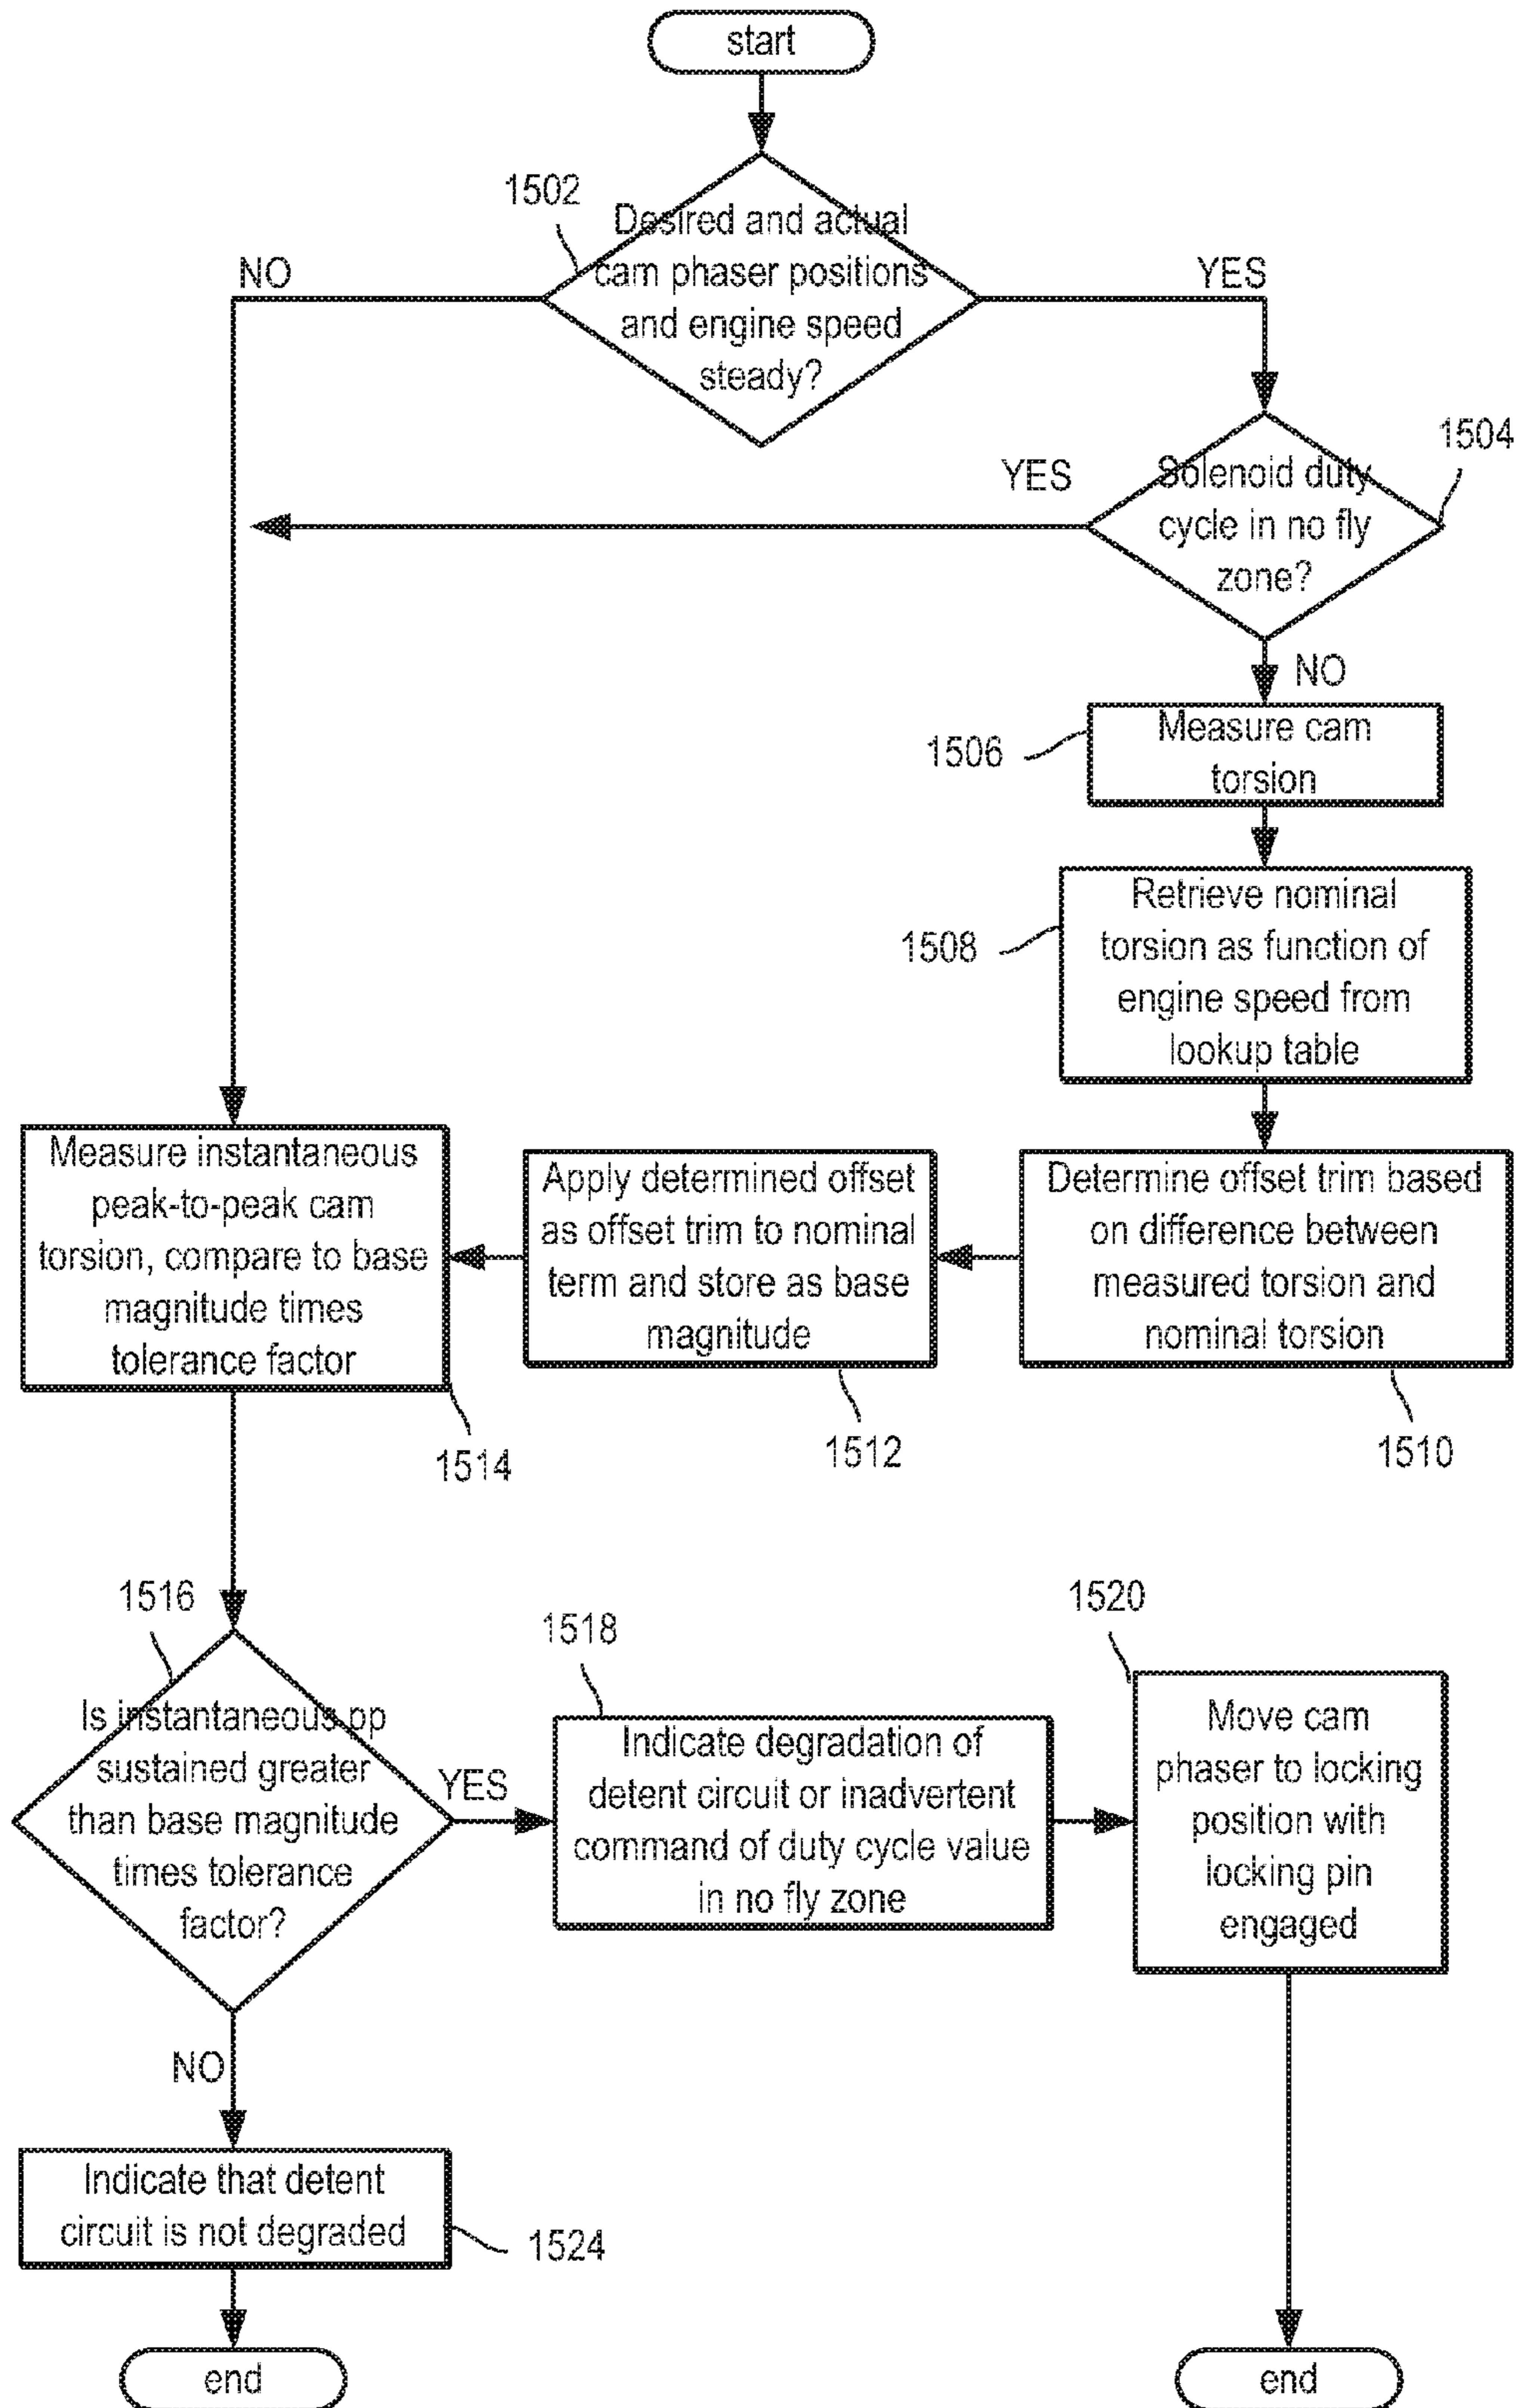 start
1502
Desired and actual
cam phaser positions
and engine speed
steady?
NO
YES
1504
YES
Solenoid duty
cycle in no fly
zone?
NO
1506
Measure cam
torsion
1508
Retrieve nominal
torsion as function of
engine speed from
lookup table
Measure instantaneous
peak-to-peak cam
torsion, compare to base
magnitude times
tolerance factor
Apply determined offset
as offset trim to nominal
term and store as base
magnitude
Determine offset trim based
on difference between
measured torsion and
nominal torsion
1514
1512
1510
1516
Is instantaneous pp
sustained greater
than base magnitude
times tolerance
factor?
YES
1518
Indicate degradation of
detent circuit or inadvertent
command of duty cycle value
in no fly zone
1520
Move cam
phaser to locking
position with
locking pin
engaged
NO
Indicate that detent
circuit is not degraded
1524
end
end